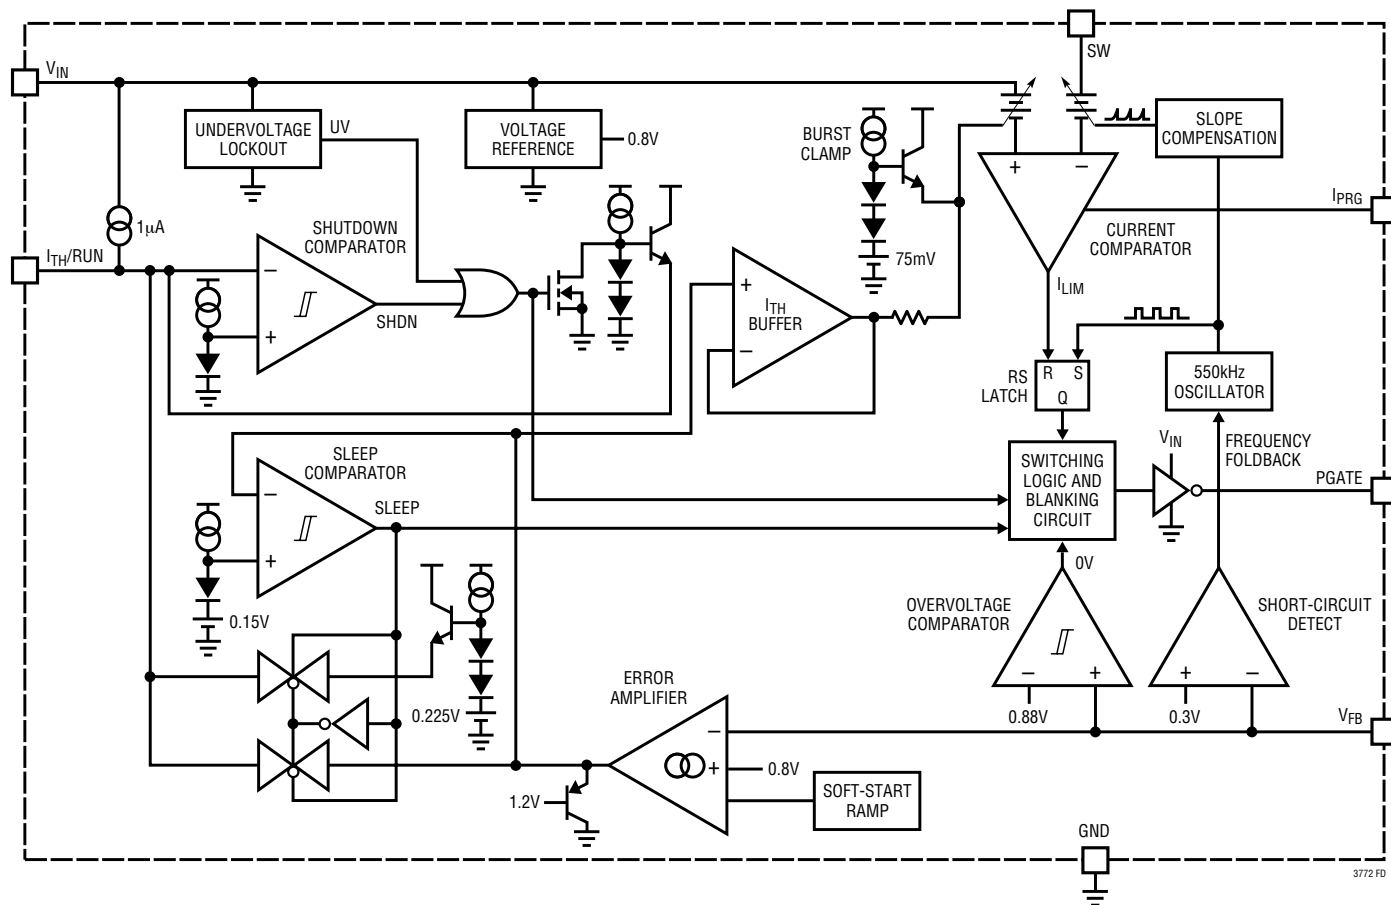 SW
VIN
UNDERVOLTAGE
LOCKOUT
UV
VOLTAGE
REFERENCE
0.8V
BURST
CLAMP
SLOPE
COMPENSATION
+
–
1µA
SHUTDOWN
COMPARATOR
IPRG
CURRENT
COMPARATOR
ITH/RUN
–
+
SHDN
75mV
+
ITH
BUFFER
–
ILIM
RS
LATCH
R S
Q
550kHz
OSCILLATOR
FREQUENCY
FOLDBACK
SLEEP
COMPARATOR
–
+
SLEEP
SWITCHING
LOGIC AND
BLANKING
CIRCUIT
VIN
PGATE
0V
0.15V
OVERVOLTAGE
COMPARATOR
– +
SHORT-CIRCUIT
DETECT
+ –
0.225V
ERROR
AMPLIFIER
–
+
0.88V
0.3V
VFB
0.8V
1.2V
SOFT-START
RAMP
GND
3772 FD